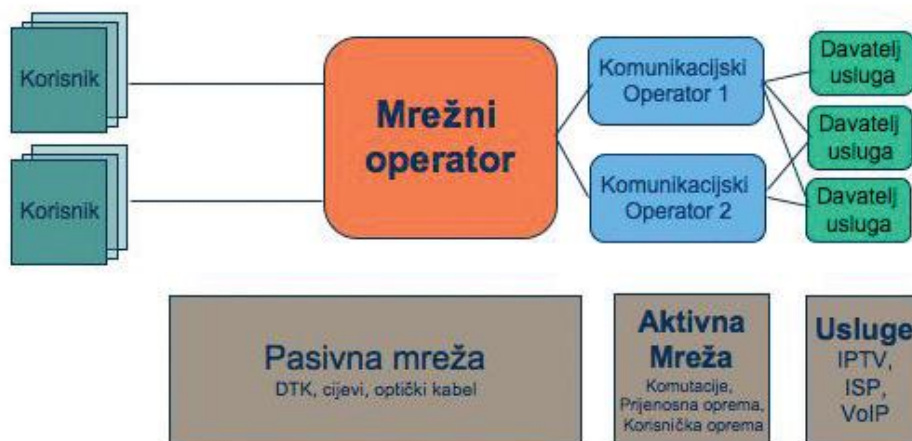 Korisnik
Korisnik
Mrežni
operator
Komunikacijski
Operator 1
Komunikacijski
Operator 2
Davatelj
usluga
Davatelj
usluga
Davatelj
usluga
Pasivna mreža
DTK, cijevi, optički kabel
Aktivna
Mreža
Komutacije,
Prijenosna oprema,
Korisnička oprema
Usluge
IPTV,
ISP,
VoIP